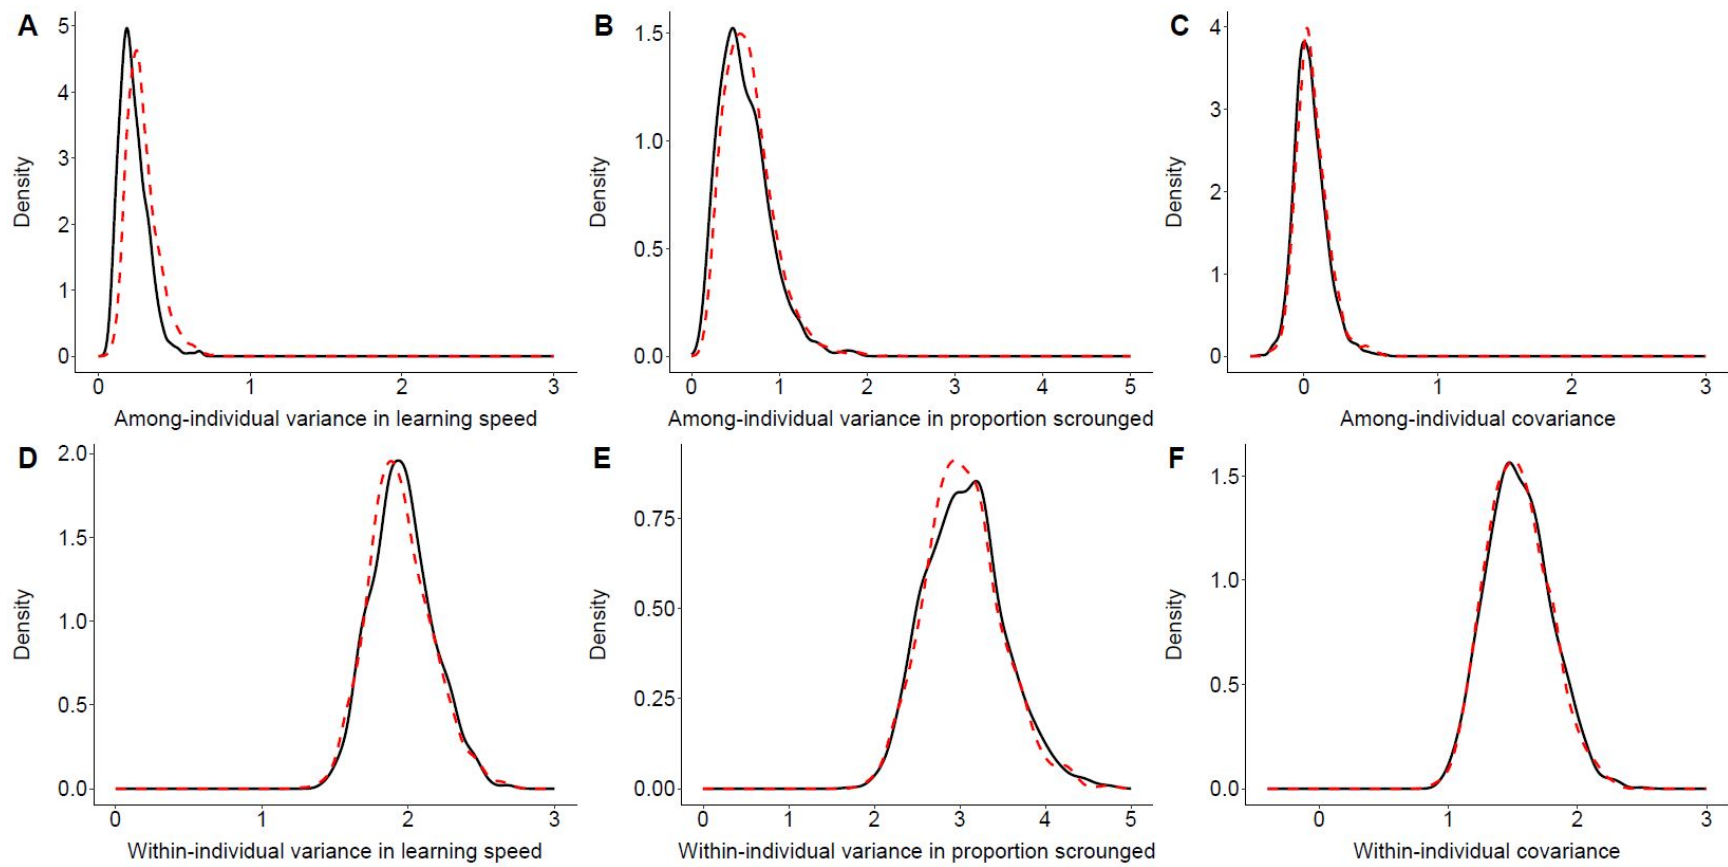 A
5
4
3
2
1
0
Density
0 1 2 3
Among-individual variance in learning speed
B
1.5
1.0
0.5
0.0
Density
0 1 2 3 4 5
Among-individual variance in proportion scrounged
C
4
3
2
1
0
Density
0 1 2 3
Among-individual covariance
D
2.0
1.5
1.0
0.5
0.0
Density
0 1 2 3
Within-individual variance in learning speed
E
0.75
0.50
0.25
0.00
Density
0 1 2 3 4 5
Within-individual variance in proportion scrounged
F
1.5
1.0
0.5
0.0
Density
0 1 2 3
Within-individual covariance